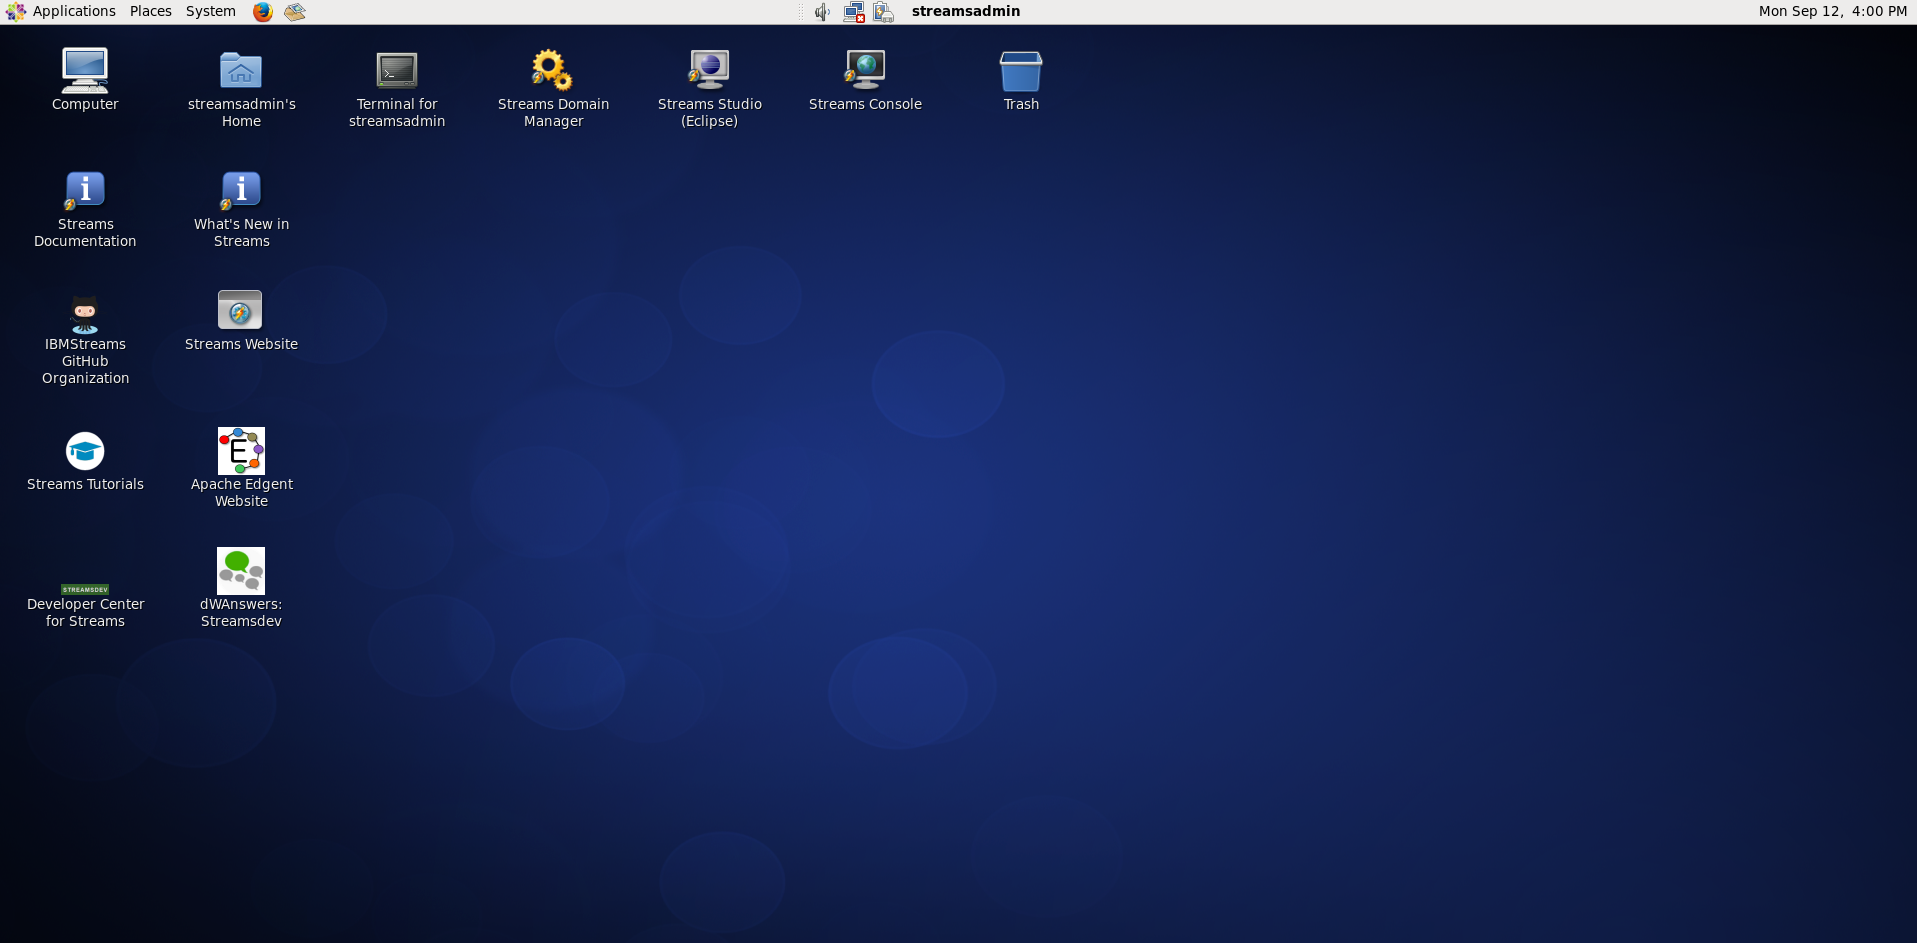 Applications Places System streamsadmin Mon Sep 12, 4:00 PM
Computer
streamsadmin's
Home
Terminal for
streamsadmin
Streams Domain
Manager
Streams Studio
(Eclipse)
Streams Console
Trash
i
Streams
Documentation
i
What's New in
Streams
IBMStreams
GitHub
Organization
Streams Website
Streams Tutorials
E
Apache Edgent
Website
STREAMSDEV
Developer Center
for Streams
dWAnswers:
Streamsdev